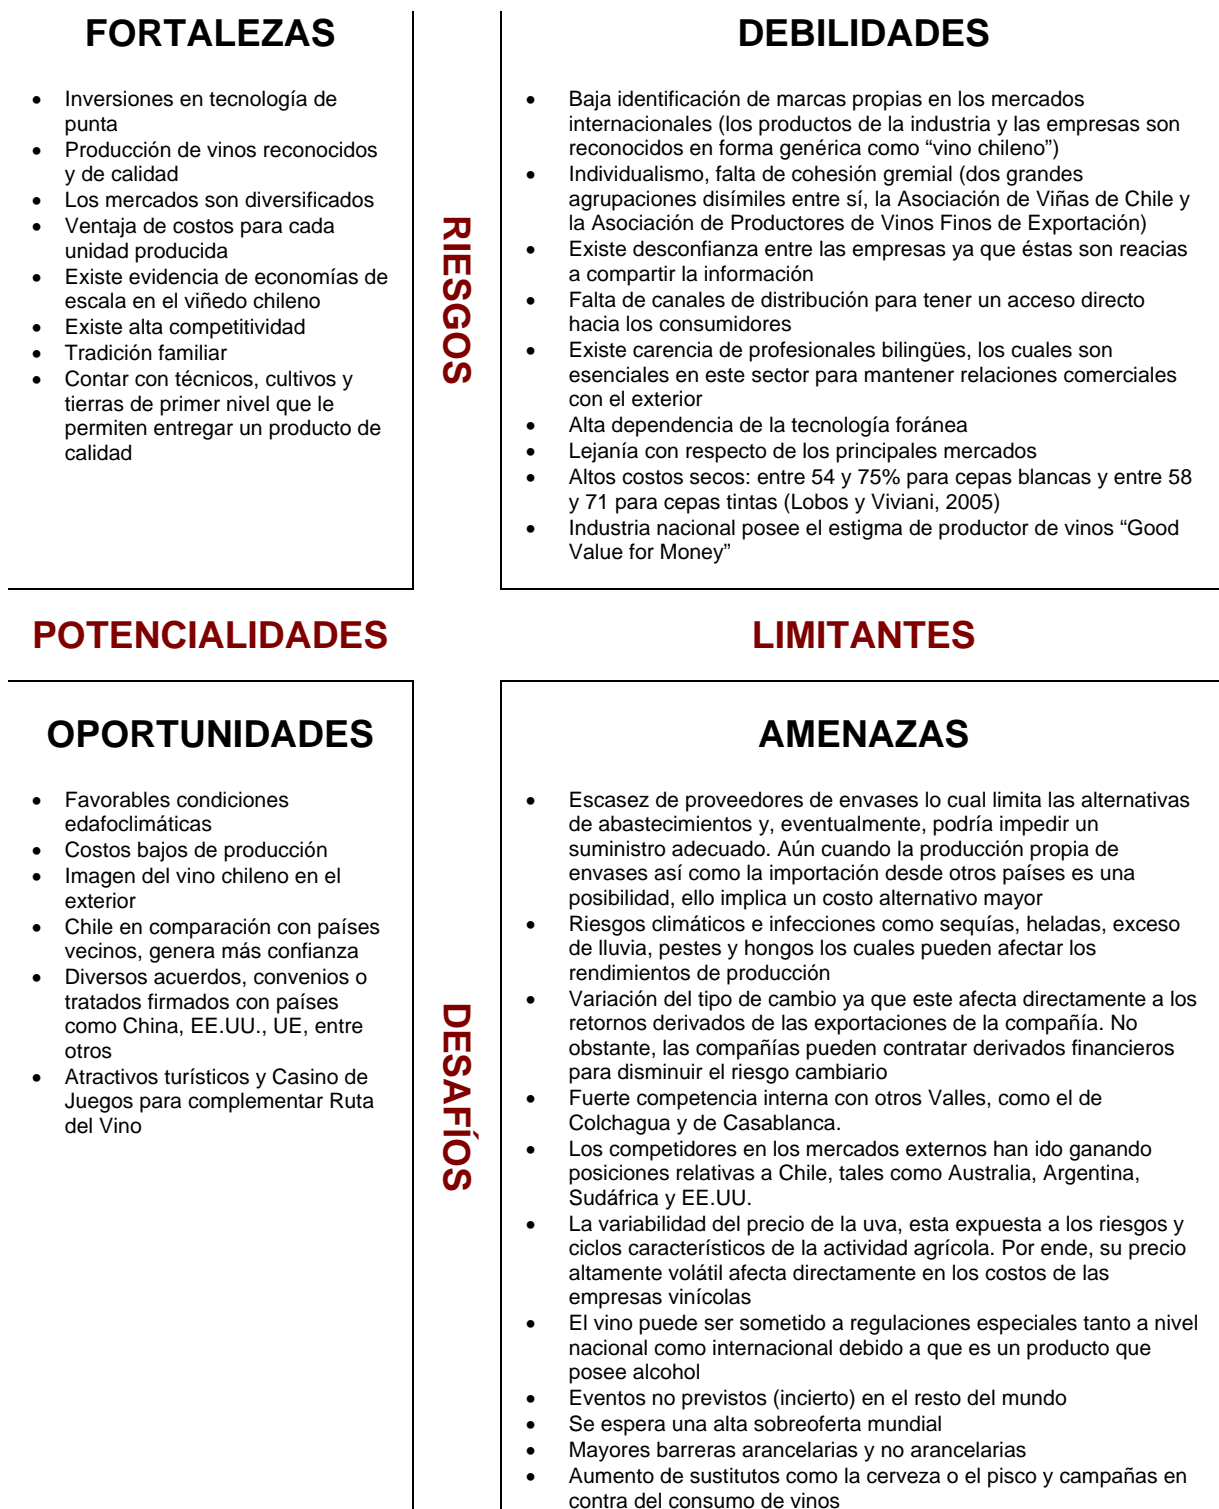 FORTALEZAS
• Inversiones en tecnología de
punta
• Producción de vinos reconocidos
y de calidad
• Los mercados son diversificados
• Ventaja de costos para cada
unidad producida
• Existe evidencia de economías de
escala en el viñedo chileno
• Existe alta competitividad
• Tradición familiar
• Contar con técnicos, cultivos y
tierras de primer nivel que le
permiten entregar un producto de
calidad
RIESGOS
DEBILIDADES
• Baja identificación de marcas propias en los mercados
internacionales (los productos de la industria y las empresas son
reconocidos en forma genérica como “vino chileno”)
• Individualismo, falta de cohesión gremial (dos grandes
agrupaciones disímiles entre sí, la Asociación de Viñas de Chile y
la Asociación de Productores de Vinos Finos de Exportación)
• Existe desconfianza entre las empresas ya que éstas son reacias
a compartir la información
• Falta de canales de distribución para tener un acceso directo
hacia los consumidores
• Existe carencia de profesionales bilingües, los cuales son
esenciales en este sector para mantener relaciones comerciales
con el exterior
• Alta dependencia de la tecnología foránea
• Lejanía con respecto de los principales mercados
• Altos costos secos: entre 54 y 75% para cepas blancas y entre 58
y 71 para cepas tintas (Lobos y Viviani, 2005)
• Industria nacional posee el estigma de productor de vinos “Good
Value for Money”
POTENCIALIDADES
LIMITANTES
OPORTUNIDADES
• Favorables condiciones
edafoclimáticas
• Costos bajos de producción
• Imagen del vino chileno en el
exterior
• Chile en comparación con países
vecinos, genera más confianza
• Diversos acuerdos, convenios o
tratados firmados con países
como China, EE.UU., UE, entre
otros
• Atractivos turísticos y Casino de
Juegos para complementar Ruta
del Vino
DESAFÍOS
AMENAZAS
• Escasez de proveedores de envases lo cual limita las alternativas
de abastecimientos y, eventualmente, podría impedir un
suministro adecuado. Aún cuando la producción propia de
envases así como la importación desde otros países es una
posibilidad, ello implica un costo alternativo mayor
• Riesgos climáticos e infecciones como sequías, heladas, exceso
de lluvia, pestes y hongos los cuales pueden afectar los
rendimientos de producción
• Variación del tipo de cambio ya que este afecta directamente a los
retornos derivados de las exportaciones de la compañía. No
obstante, las compañías pueden contratar derivados financieros
para disminuir el riesgo cambiario
• Fuerte competencia interna con otros Valles, como el de
Colchagua y de Casablanca.
• Los competidores en los mercados externos han ido ganando
posiciones relativas a Chile, tales como Australia, Argentina,
Sudáfrica y EE.UU.
• La variabilidad del precio de la uva, esta expuesta a los riesgos y
ciclos característicos de la actividad agrícola. Por ende, su precio
altamente volátil afecta directamente en los costos de las
empresas vinícolas
• El vino puede ser sometido a regulaciones especiales tanto a nivel
nacional como internacional debido a que es un producto que
posee alcohol
• Eventos no previstos (incierto) en el resto del mundo
• Se espera una alta sobreoferta mundial
• Mayores barreras arancelarias y no arancelarias
• Aumento de sustitutos como la cerveza o el pisco y campañas en
contra del consumo de vinos